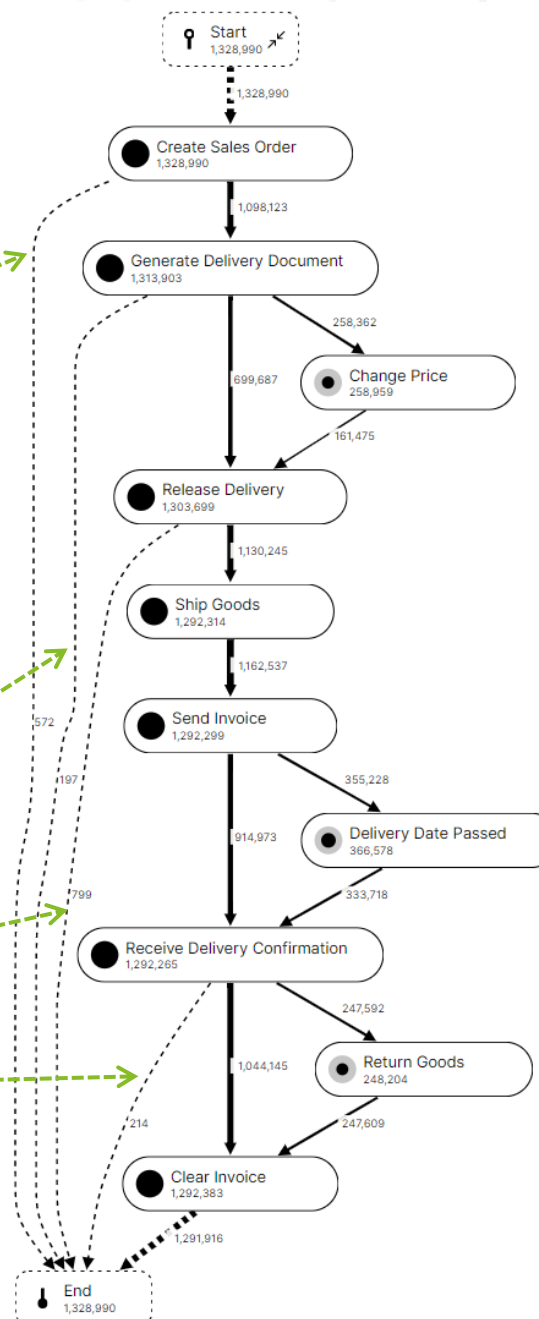 Start
1,328,990
1,328,990
Create Sales Order
1,328,990
1,098,123
Generate Delivery Document
1,313,903
258,362
699,687
Change Price
258,959
161,475
Release Delivery
1,303,699
1,130,245
Ship Goods
1,292,314
1,162,537
Send Invoice
1,292,299
572
197
355,228
914,973
Delivery Date Passed
366,578
799
333,718
Receive Delivery Confirmation
1,292,265
247,592
1,044,145
Return Goods
248,204
214
247,609
Clear Invoice
1,292,383
1,291,916
End
1,328,990